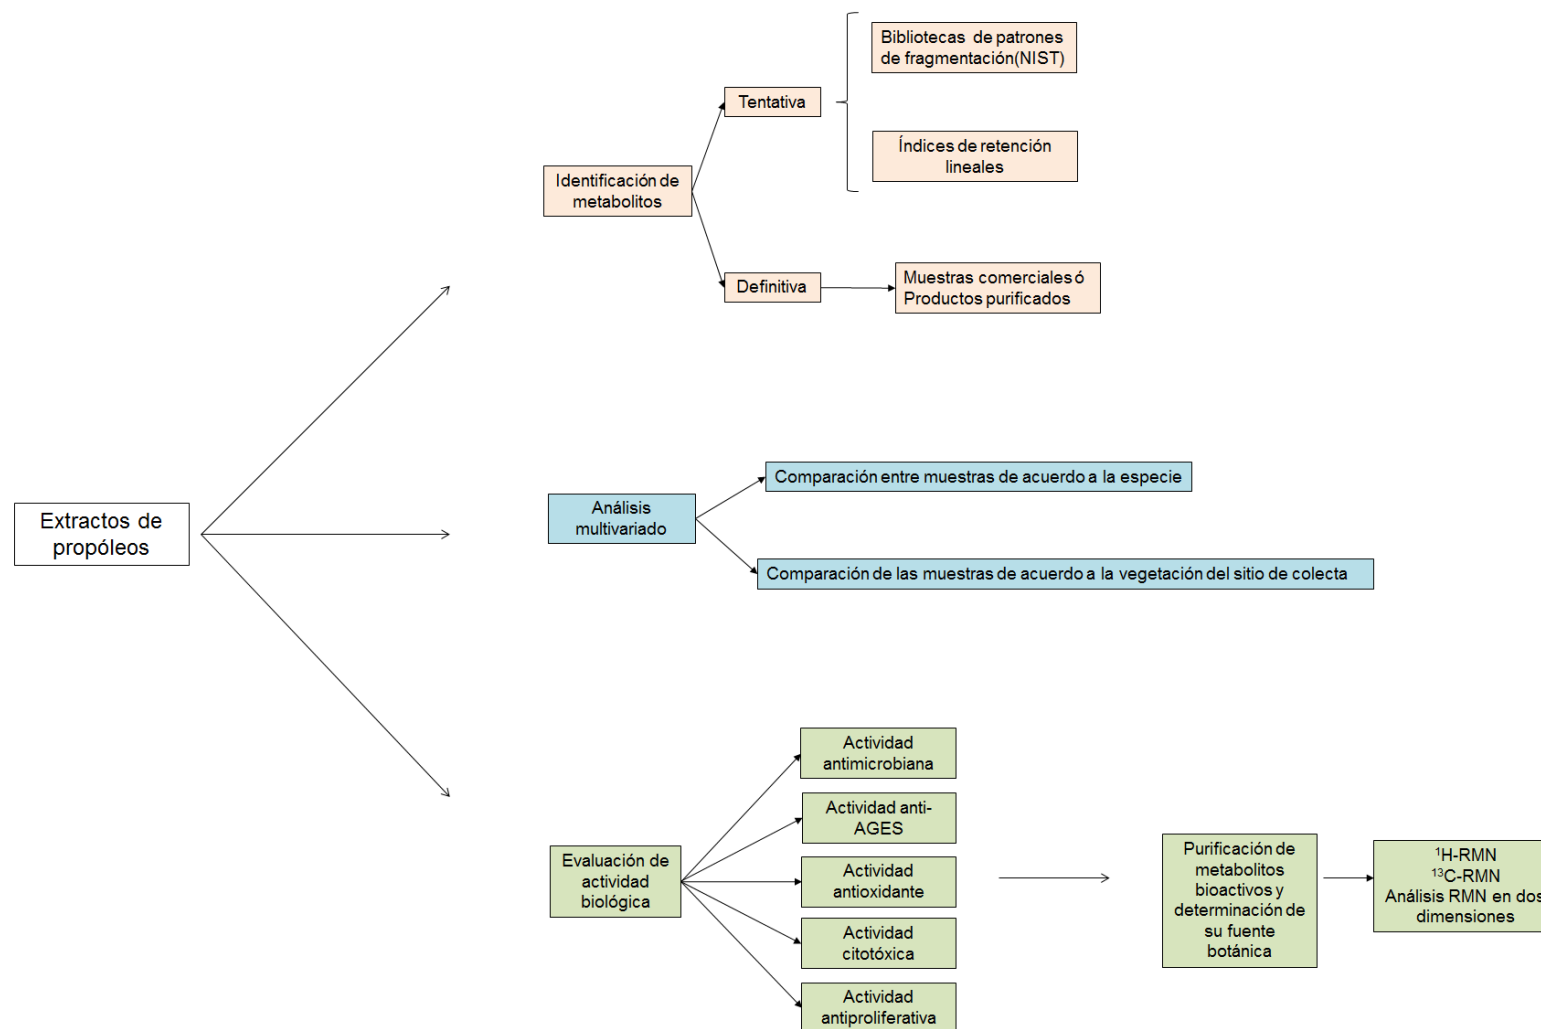 Bibliotecas de patrones
de fragmentación(NIST)
Tentativa
Índices de retención
lineales
Identificación de
metabolitos
Definitiva
Muestras comerciales ó
Productos purificados
Extractos de
propóleos
Análisis
multivariado
Comparación entre muestras de acuerdo a la especie
Comparación de las muestras de acuerdo a la vegetación del sitio de colecta
Evaluación de
actividad
biológica
Actividad
antimicrobiana
Actividad anti-
AGES
Actividad
antioxidante
Actividad
citotóxica
Actividad
antiproliferativa
Purificación de
metabolitos
bioactivos y
determinación de
su fuente
botánica
¹H-RMN
¹³C-RMN
Análisis RMN en dos
dimensiones